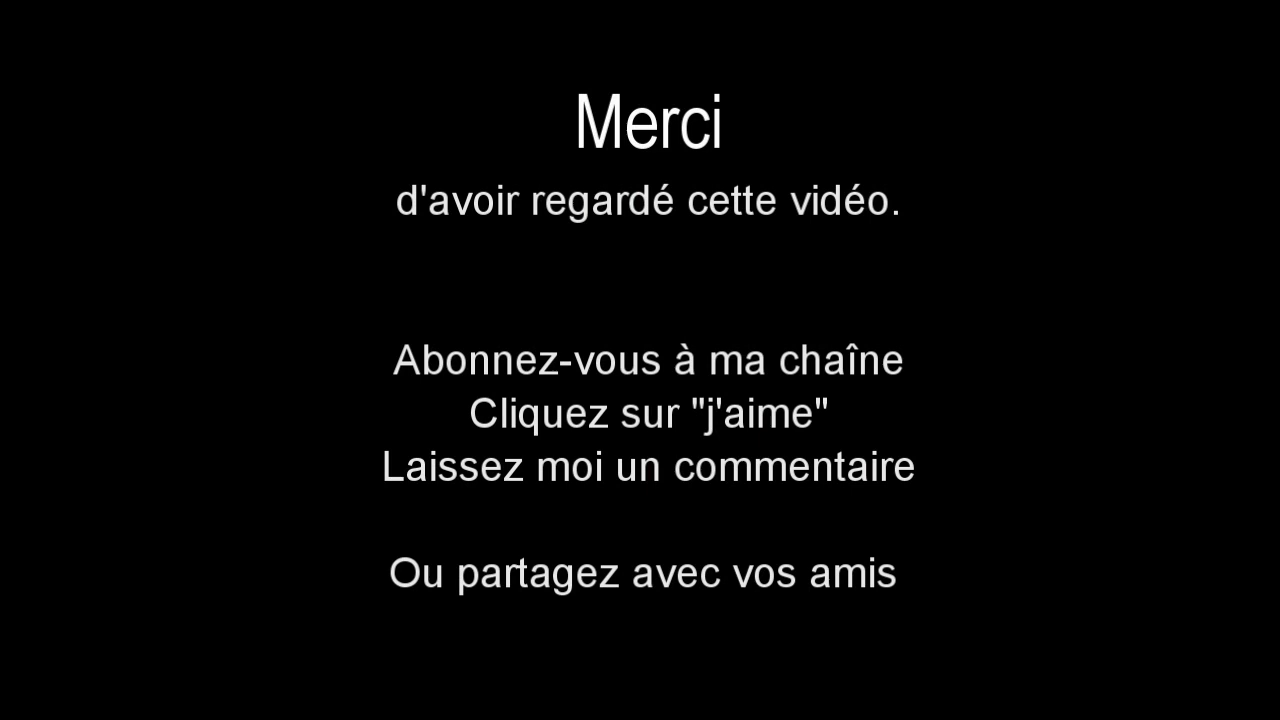 Merci
d'avoir regardé cette vidéo.
Abonnez-vous à ma chaîne
Cliquez sur "j'aime"
Laissez moi un commentaire
Ou partagez avec vos amis